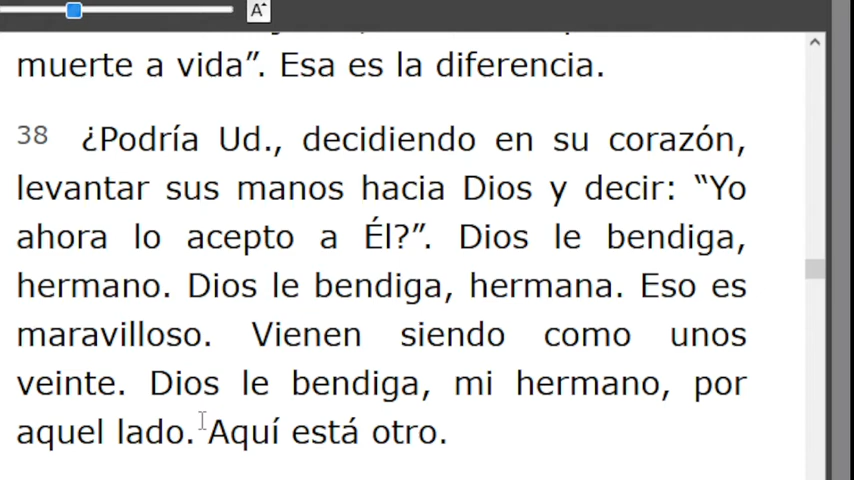 A
muerte a vida”. Esa es la diferencia.
38 ¿Podría Ud., decidiendo en su corazón,
levantar sus manos hacia Dios y decir: “Yo
ahora lo acepto a Él?”. Dios le bendiga,
hermano. Dios le bendiga, hermana. Eso es
maravilloso. Vienen siendo como unos
veinte. Dios le bendiga, mi hermano, por
aquel lado. Aquí está otro.